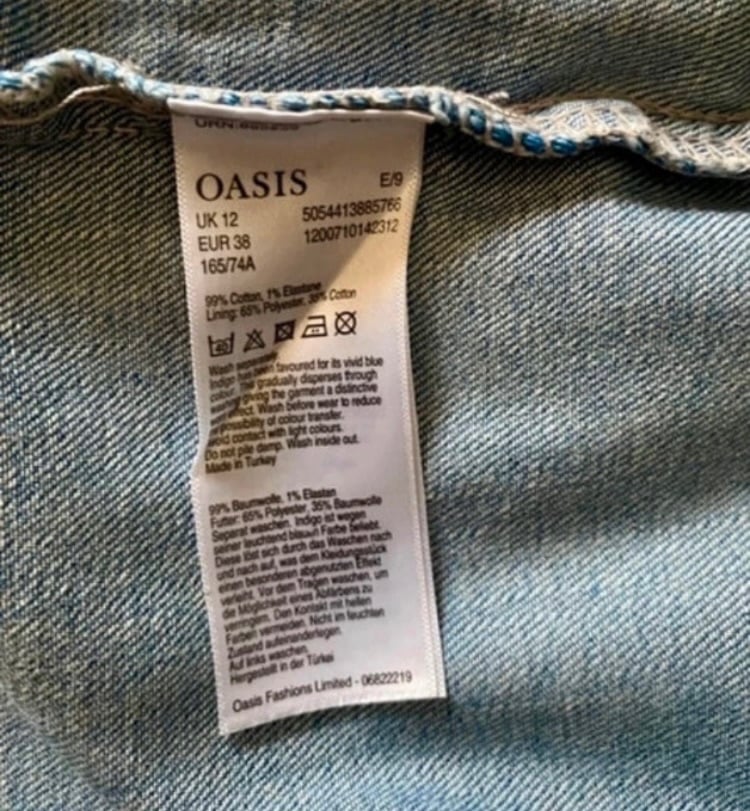 OASIS E/9
UK 12 5054413885766
EUR 38 1200710142312
165/74A
99% Cotton, 1% Elastane
Lining: 65% Polyester, 35% Cotton
40
Wash separately
Indigo has been favoured for its vivid blue
colour. This gradually disperses through
washing giving the garment a distinctive
effect. Wash before wear to reduce
possibility of colour transfer.
Avoid contact with light colours.
Do not pile damp. Wash inside out.
Made in Turkey
99% Baumwolle, 1% Elastan
Futter: 65% Polyester, 35% Baumwolle
Separat waschen. Indigo ist wegen
seiner leuchtend blauen Farbe beliebt.
Diese löst sich durch das Waschen nach
und nach auf, was dem Kleidungsstück
einen besonderen abgenutzten Effekt
verleiht. Vor dem Tragen waschen, um
die Möglichkeit eines Abfärbens zu
verringern. Den Kontakt mit hellen
Farben vermeiden. Nicht im feuchten
Zustand aufeinanderlegen.
Auf links waschen.
Hergestellt in der Türkei
Oasis Fashions Limited - 06822219